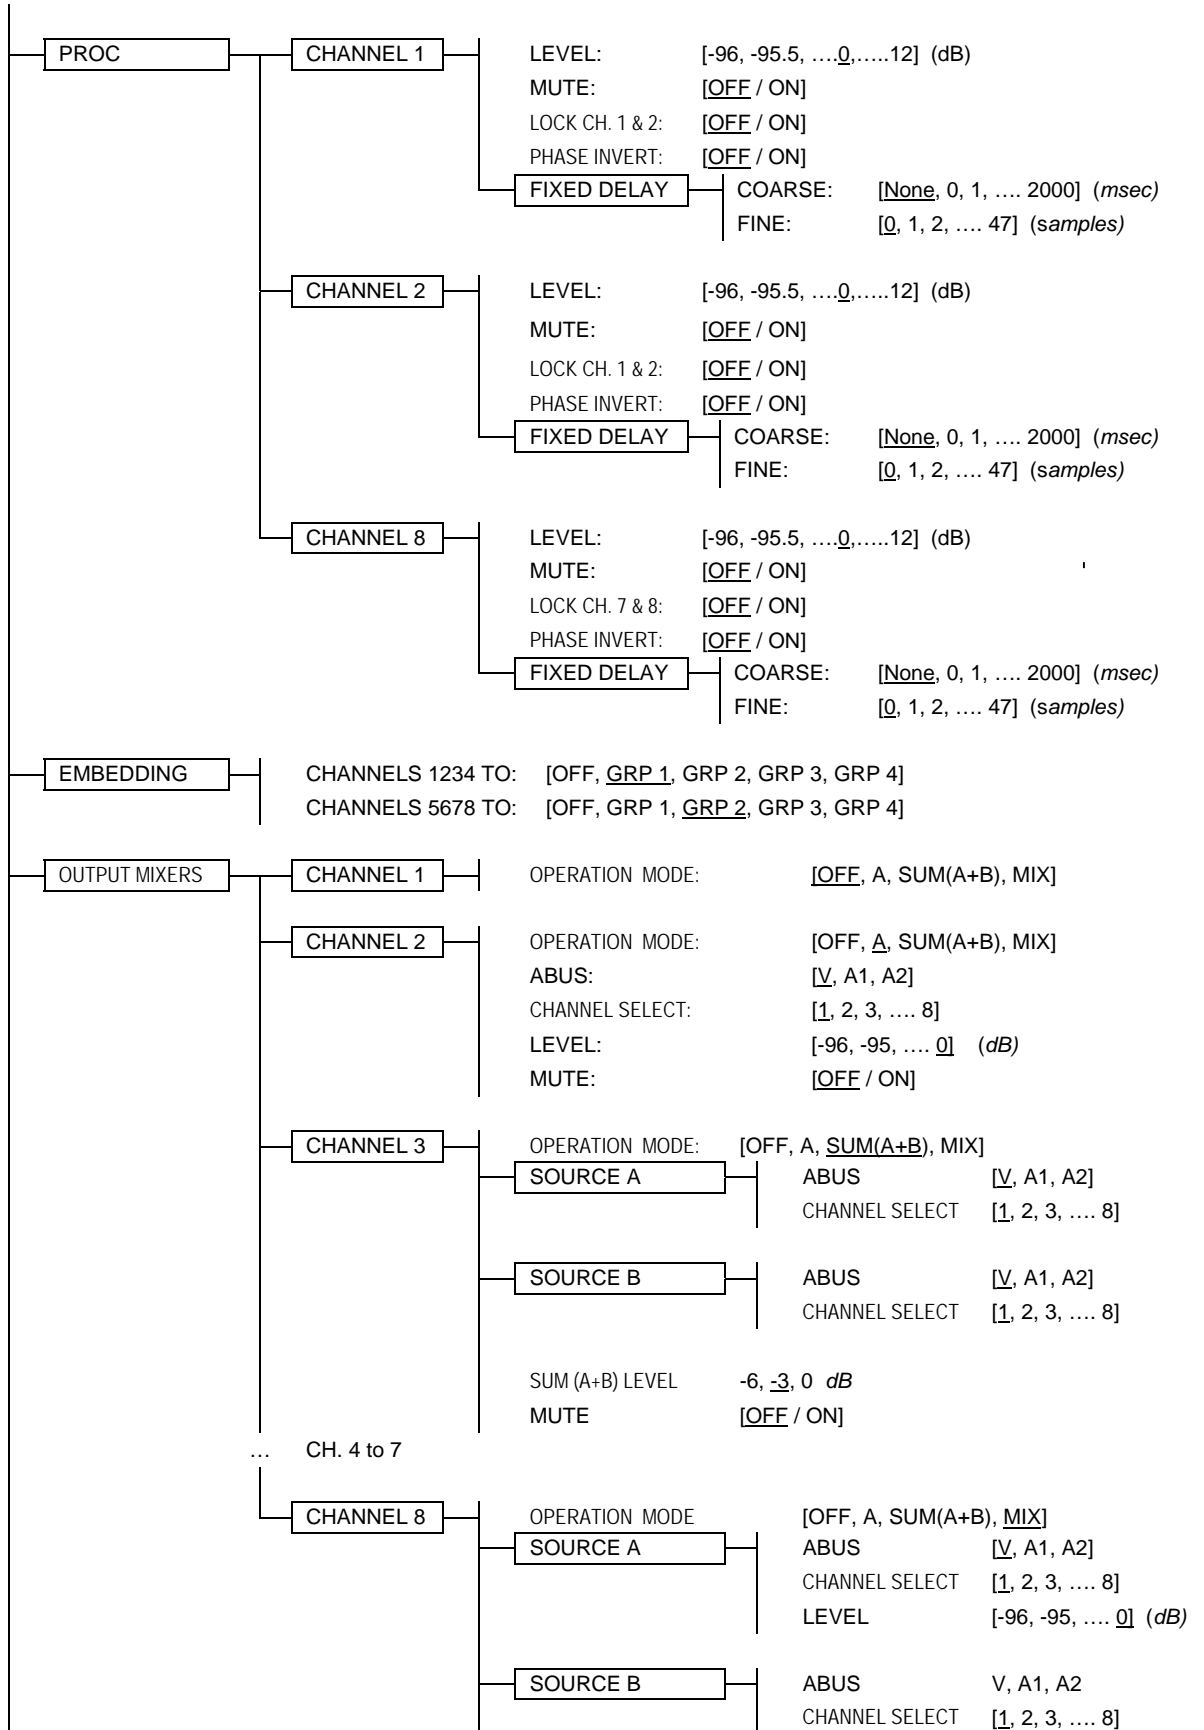 PROC CHANNEL 1 LEVEL: [-96, -95.5, ….0,…..12] (dB)
MUTE: [OFF / ON]
LOCK CH. 1 & 2: [OFF / ON]
PHASE INVERT: [OFF / ON]
FIXED DELAY COARSE: [None, 0, 1, …. 2000] (msec)
FINE: [0, 1, 2, …. 47] (samples)
CHANNEL 2 LEVEL: [-96, -95.5, ….0,…..12] (dB)
MUTE: [OFF / ON]
LOCK CH. 1 & 2: [OFF / ON]
PHASE INVERT: [OFF / ON]
FIXED DELAY COARSE: [None, 0, 1, …. 2000] (msec)
FINE: [0, 1, 2, …. 47] (samples)
CHANNEL 8 LEVEL: [-96, -95.5, ….0,…..12] (dB)
MUTE: [OFF / ON]
LOCK CH. 7 & 8: [OFF / ON]
PHASE INVERT: [OFF / ON]
FIXED DELAY COARSE: [None, 0, 1, …. 2000] (msec)
FINE: [0, 1, 2, …. 47] (samples)
EMBEDDING CHANNELS 1234 TO: [OFF, GRP 1, GRP 2, GRP 3, GRP 4]
CHANNELS 5678 TO: [OFF, GRP 1, GRP 2, GRP 3, GRP 4]
OUTPUT MIXERS CHANNEL 1 OPERATION MODE: [OFF, A, SUM(A+B), MIX]
CHANNEL 2 OPERATION MODE: [OFF, A, SUM(A+B), MIX]
ABUS: [V, A1, A2]
CHANNEL SELECT: [1, 2, 3, …. 8]
LEVEL: [-96, -95, …. 0] (dB)
MUTE: [OFF / ON]
CHANNEL 3 OPERATION MODE: [OFF, A, SUM(A+B), MIX]
SOURCE A ABUS [V, A1, A2]
CHANNEL SELECT [1, 2, 3, …. 8]
SOURCE B ABUS [V, A1, A2]
CHANNEL SELECT [1, 2, 3, …. 8]
SUM (A+B) LEVEL -6, -3, 0 dB
MUTE [OFF / ON]
… CH. 4 to 7
CHANNEL 8 OPERATION MODE [OFF, A, SUM(A+B), MIX]
SOURCE A ABUS [V, A1, A2]
CHANNEL SELECT [1, 2, 3, …. 8]
LEVEL [-96, -95, …. 0] (dB)
SOURCE B ABUS V, A1, A2
CHANNEL SELECT [1, 2, 3, …. 8]